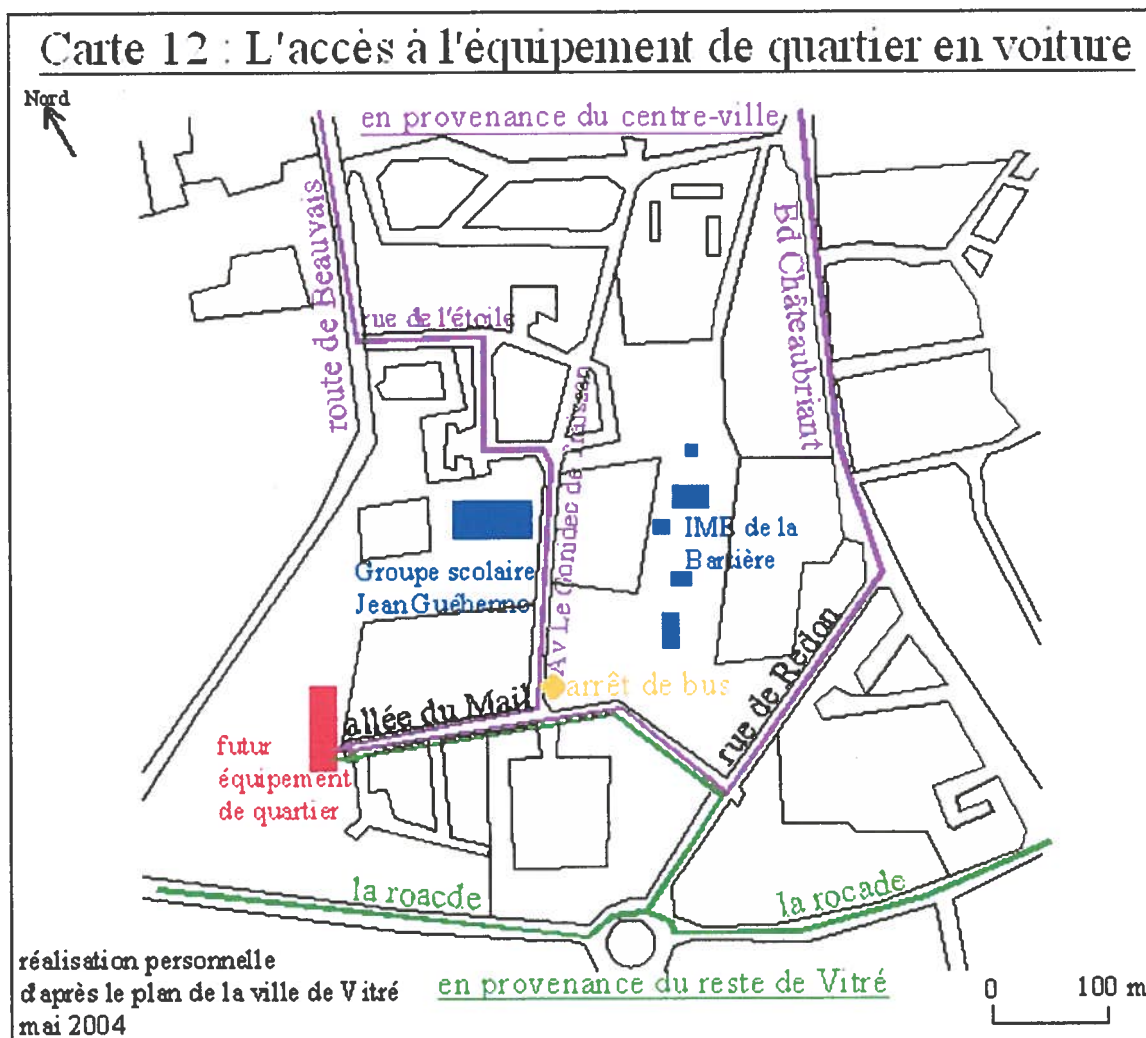 Carte 12 : L'accès à l'équipement de quartier en voiture
Nord
en provenance du centre-ville
route de Beauvais
Bd Châteaubriant
rue de l'étoile
Av Le Gonidec de
IME de la
Bartière
Groupe scolaire
Jean Guéhenno
arrêt de bus
allée du Mail
rue de Redon
futur
équipement
de quartier
la roacde
la rocade
en provenance du reste de Vitré
réalisation personnelle
d'après le plan de la ville de Vitré
mai 2004
0 100 m